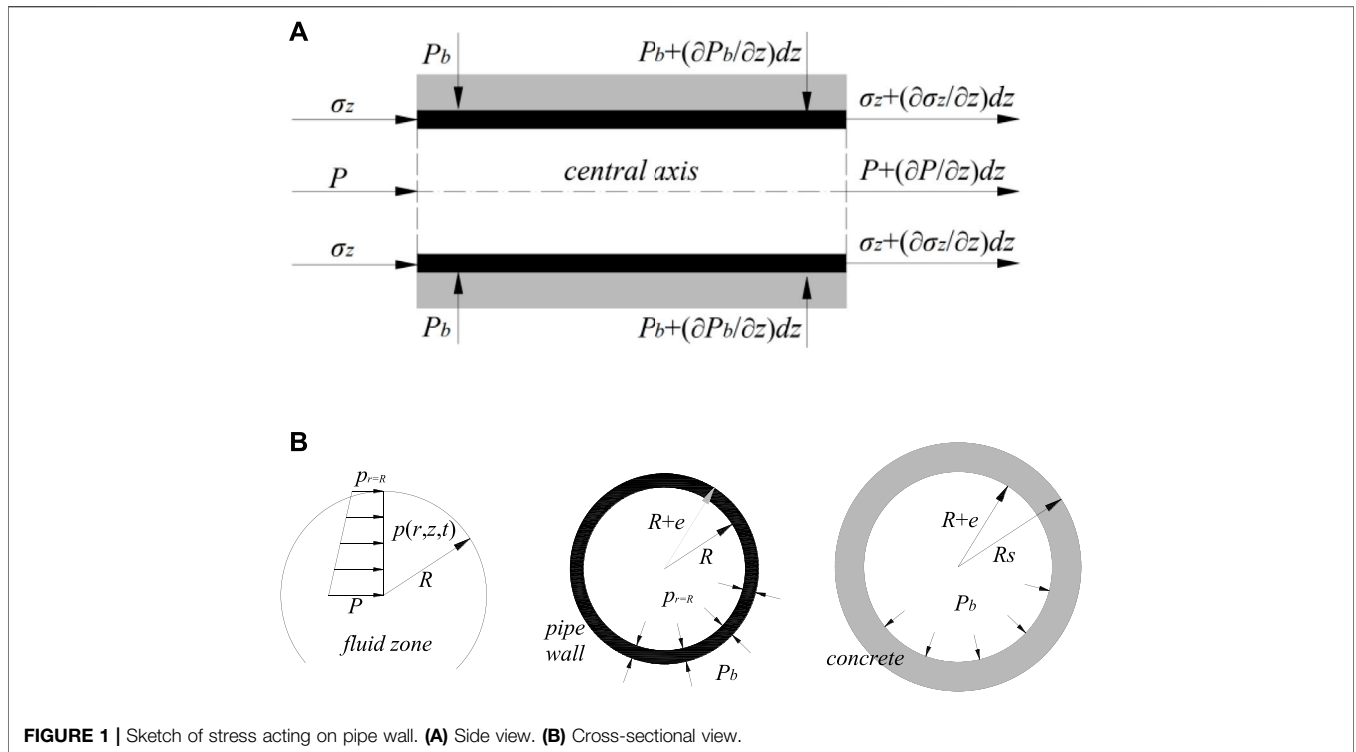 A
Pb
Pb+(∂Pb/∂z)dz
σz
σz+(∂σz/∂z)dz
central axis
P
P+(∂P/∂z)dz
σz
σz+(∂σz/∂z)dz
Pb
Pb+(∂Pb/∂z)dz
B
pr=R
p(r,z,t)
R
P
fluid zone
R+e
R
pr=R
pipe
wall
Pb
R+e
Rs
Pb
concrete
FIGURE 1 | Sketch of stress acting on pipe wall. (A) Side view. (B) Cross-sectional view.